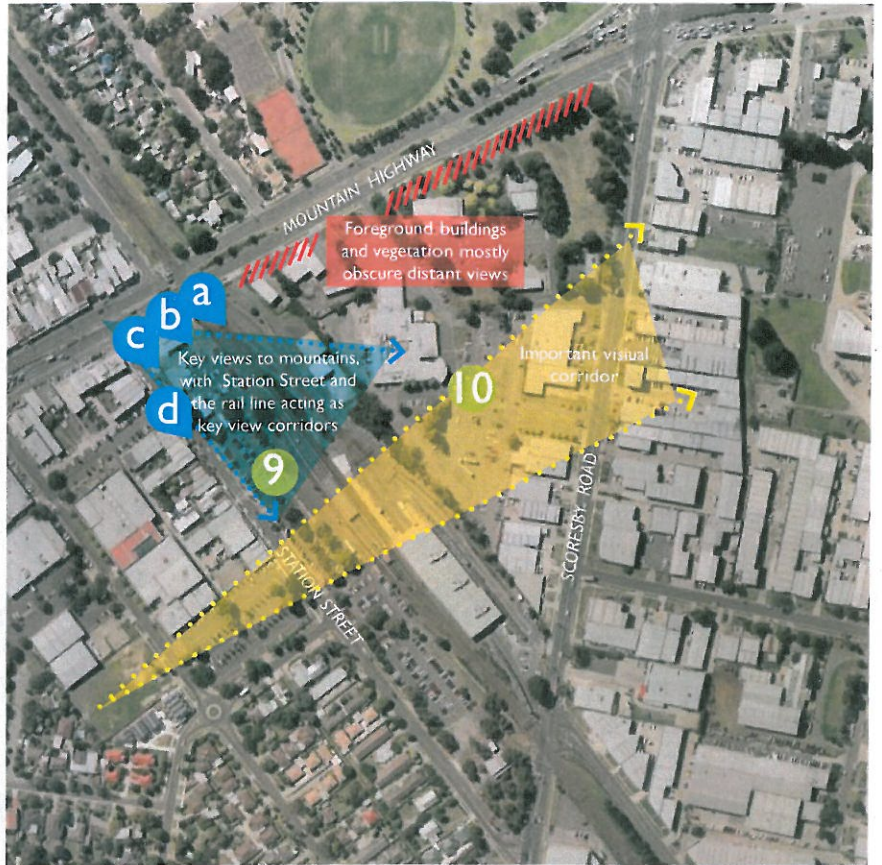 MOUNTAIN HIGHWAY
Foreground buildings
and vegetation mostly
obscure distant views
a
b
c
d
Key views to mountains,
with Station Street and
the rail line acting as
key view corridors
9
10
Important visual
corridor
STATION STREET
SCORESBY ROAD